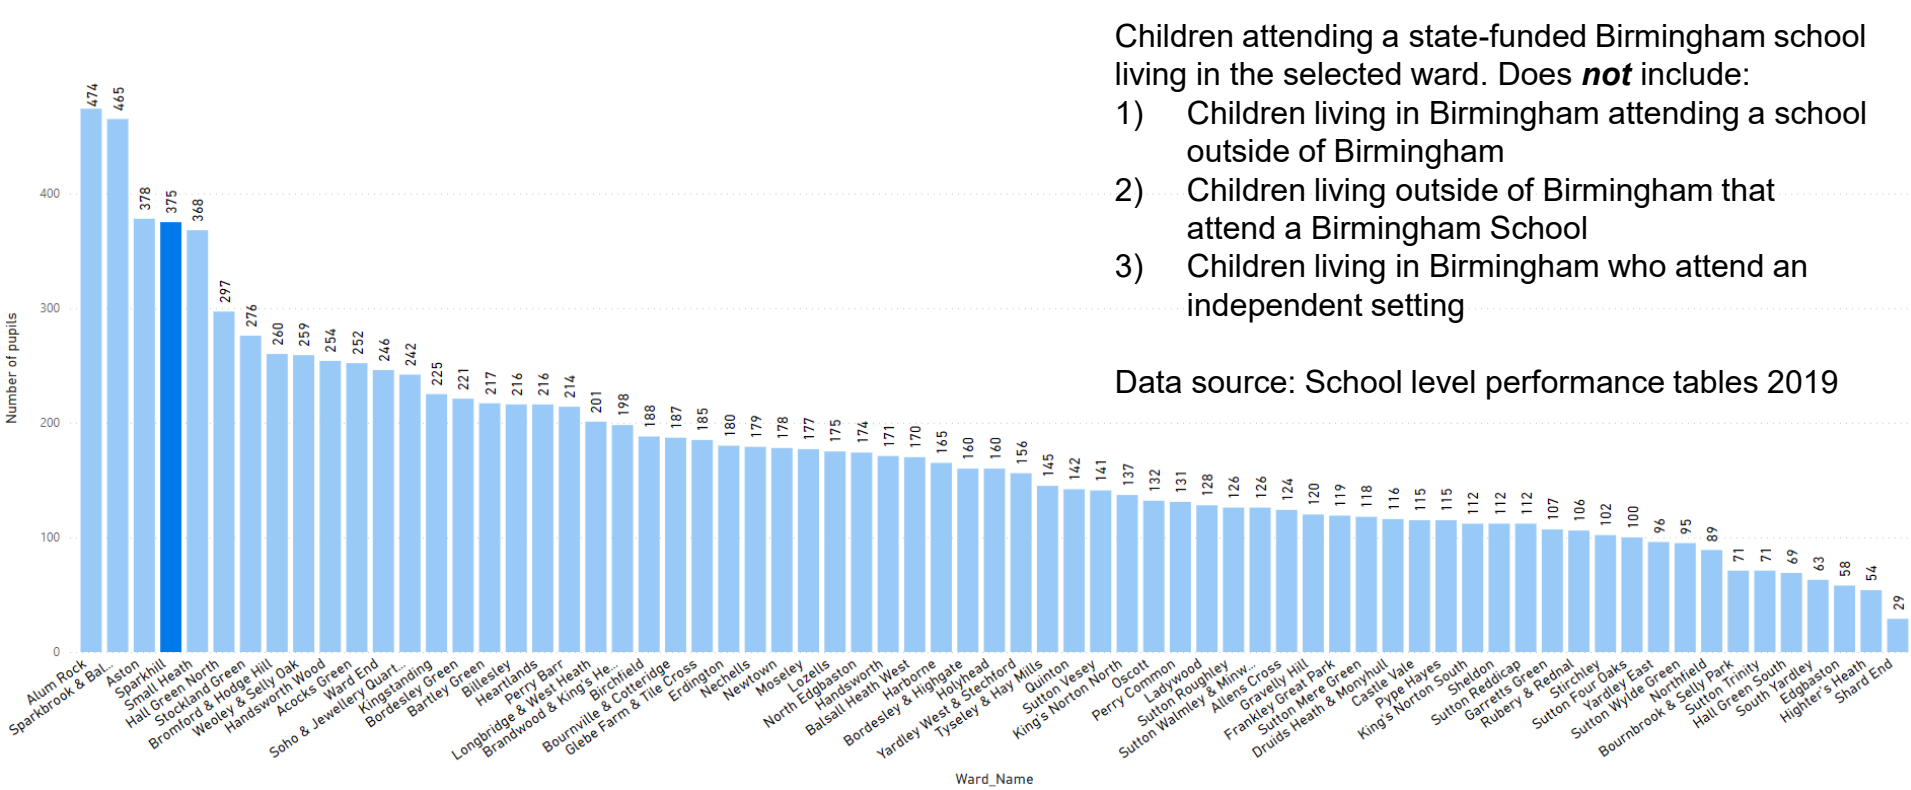 Children attending a state-funded Birmingham school
living in the selected ward. Does not include:
1) Children living in Birmingham attending a school
outside of Birmingham
2) Children living outside of Birmingham that
attend a Birmingham School
3) Children living in Birmingham who attend an
independent setting
Data source: School level performance tables 2019
Number of pupils
400
300
200
100
0
474
465
378
375
368
297
276
260
259
254
252
246
242
225
221
217
216
216
214
201
198
188
187
185
180
179
178
177
175
174
171
170
165
160
160
156
145
142
141
137
132
131
128
126
126
124
120
119
118
116
115
115
112
112
112
107
106
102
100
96
95
89
71
71
69
63
58
54
29
Alum Rock
Sparkbrook & Bal...
Aston
Sparkhill
Small Heath
Hall Green North
Stockland Green
Bromford & Hodge Hill
Weoley & Selly Oak
Handsworth Wood
Acocks Green
Ward End
Soho & Jewellery Quart...
Kingstanding
Bordesley Green
Bartley Green
Billesley
Heartlands
Perry Barr
Longbridge & West Heath
Brandwood & King's He...
Birchfield
Bournville & Cotteridge
Glebe Farm & Tile Cross
Erdington
Nechells
Newtown
Moseley
Lozells
North Edgbaston
Handsworth
Balsall Heath West
Harborne
Bordesley & Highgate
Holyhead
Yardley West & Stechford
Tyseley & Hay Mills
Quinton
Sutton Vesey
King's Norton North
Oscott
Perry Common
Ladywood
Sutton Roughley
Sutton Walmley & Minw...
Allens Cross
Gravelly Hill
Frankley Great Park
Sutton Mere Green
Druids Heath & Monyhull
Castle Vale
Pype Hayes
King's Norton South
Sheldon
Sutton Reddicap
Garretts Green
Rubery & Rednal
Stirchley
Sutton Four Oaks
Yardley East
Sutton Wylde Green
Northfield
Bournbrook & Selly Park
Sutton Trinity
Hall Green South
South Yardley
Edgbaston
Highter's Heath
Shard End
Ward_Name